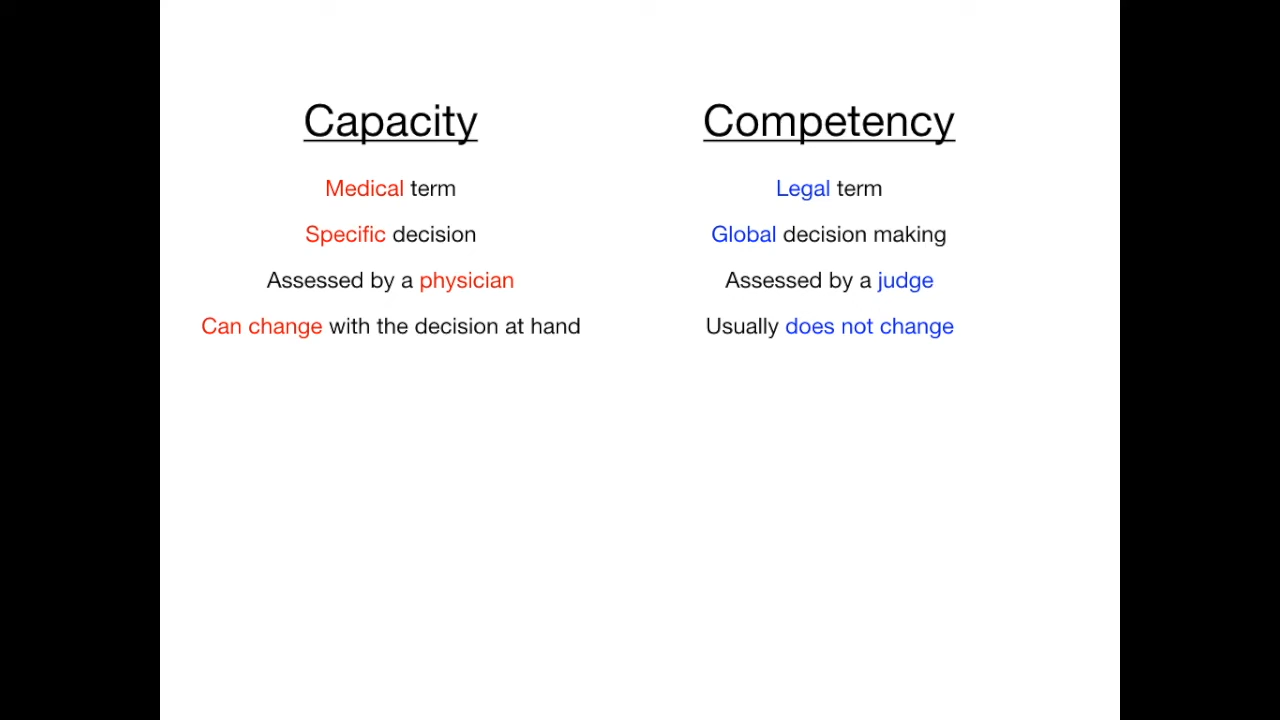 Capacity
Medical term
Specific decision
Assessed by a physician
Can change with the decision at hand
Competency
Legal term
Global decision making
Assessed by a judge
Usually does not change